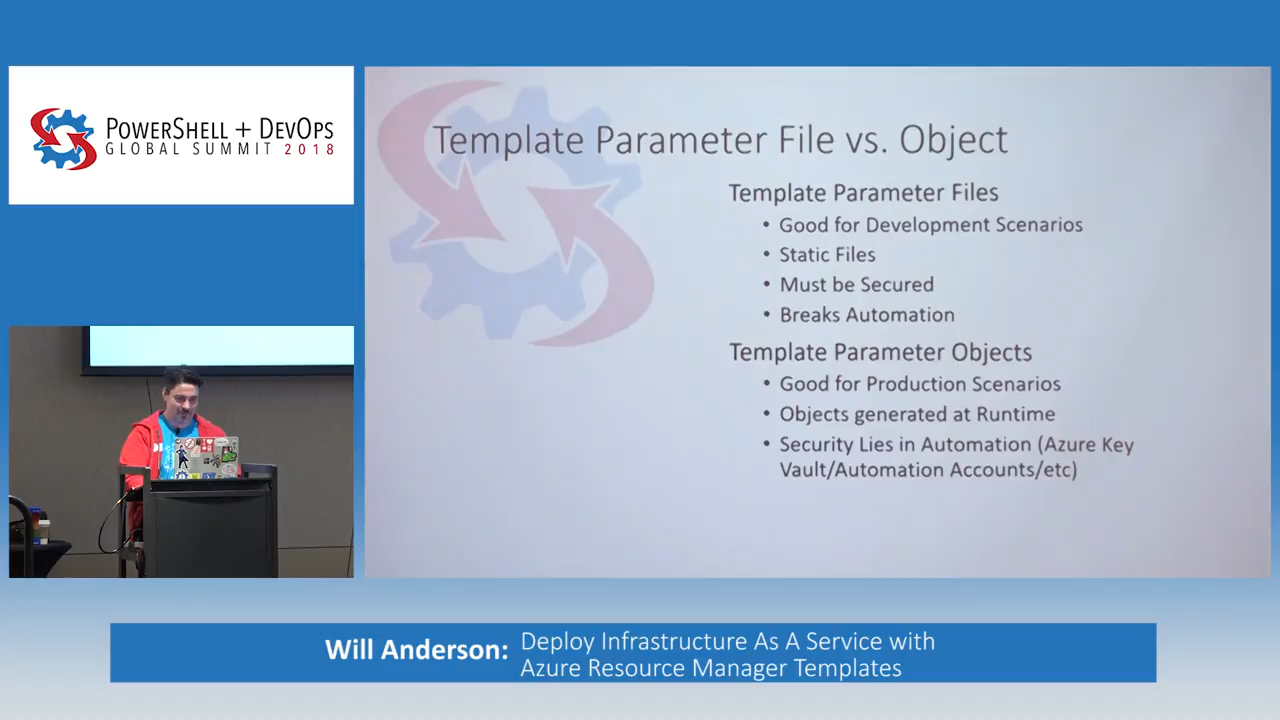 POWERSHELL + DEVOPS
GLOBAL SUMMIT 2018
Template Parameter File vs. Object
Template Parameter Files
• Good for Development Scenarios
• Static Files
• Must be Secured
• Breaks Automation
Template Parameter Objects
• Good for Production Scenarios
• Objects generated at Runtime
• Security Lies in Automation (Azure Key
Vault/Automation Accounts/etc)
Will Anderson: Deploy Infrastructure As A Service with
Azure Resource Manager Templates